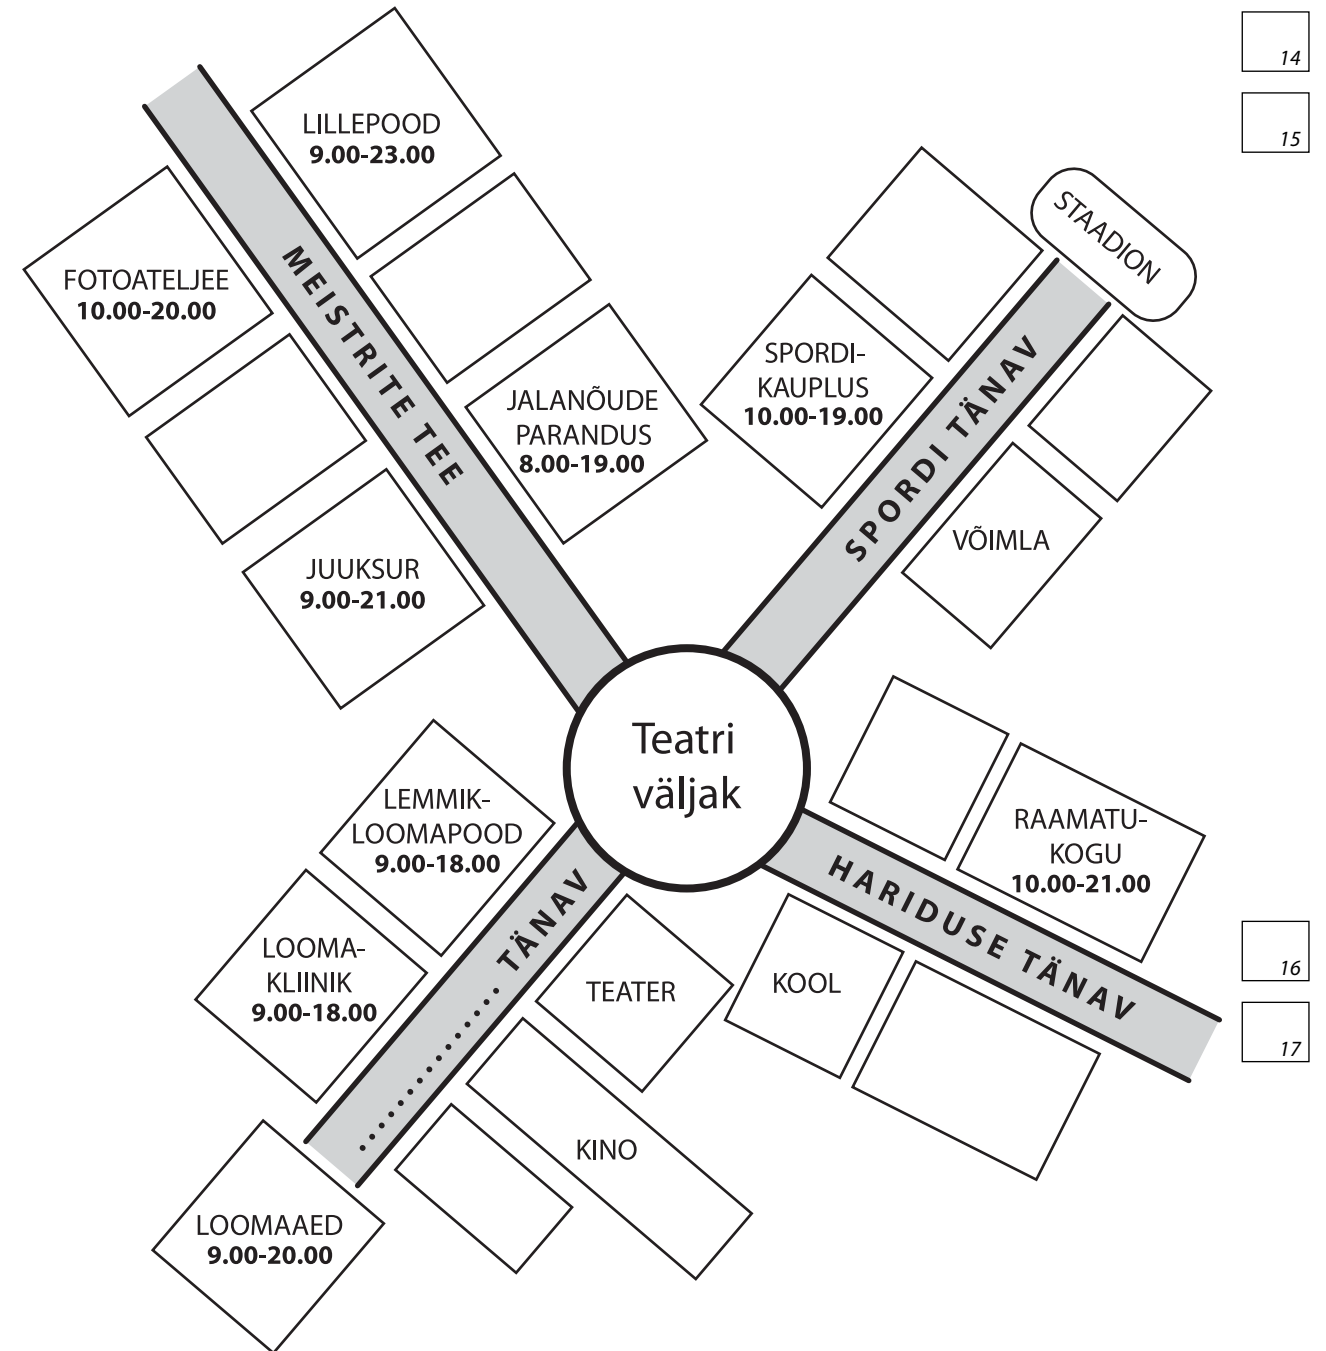 14
15
LILLEPOOD
9.00-23.00
STAADION
FOTOATELJEE
10.00-20.00
MEISTRITE TEE
SPORDI-
KAUPLUS
10.00-19.00
SPORDI TÄNAV
JALANÕUDE
PARANDUS
8.00-19.00
VÕIMLA
JUUKSUR
9.00-21.00
Teatri
väljak
LEMMIK-
LOOMAPOOD
9.00-18.00
RAAMATU-
KOGU
10.00-21.00
HARIDUSE TÄNAV
LOOMA-
KLIINIK
9.00-18.00
.................. TÄNAV
TEATER
KOOL
16
17
KINO
LOOMAAED
9.00-20.00